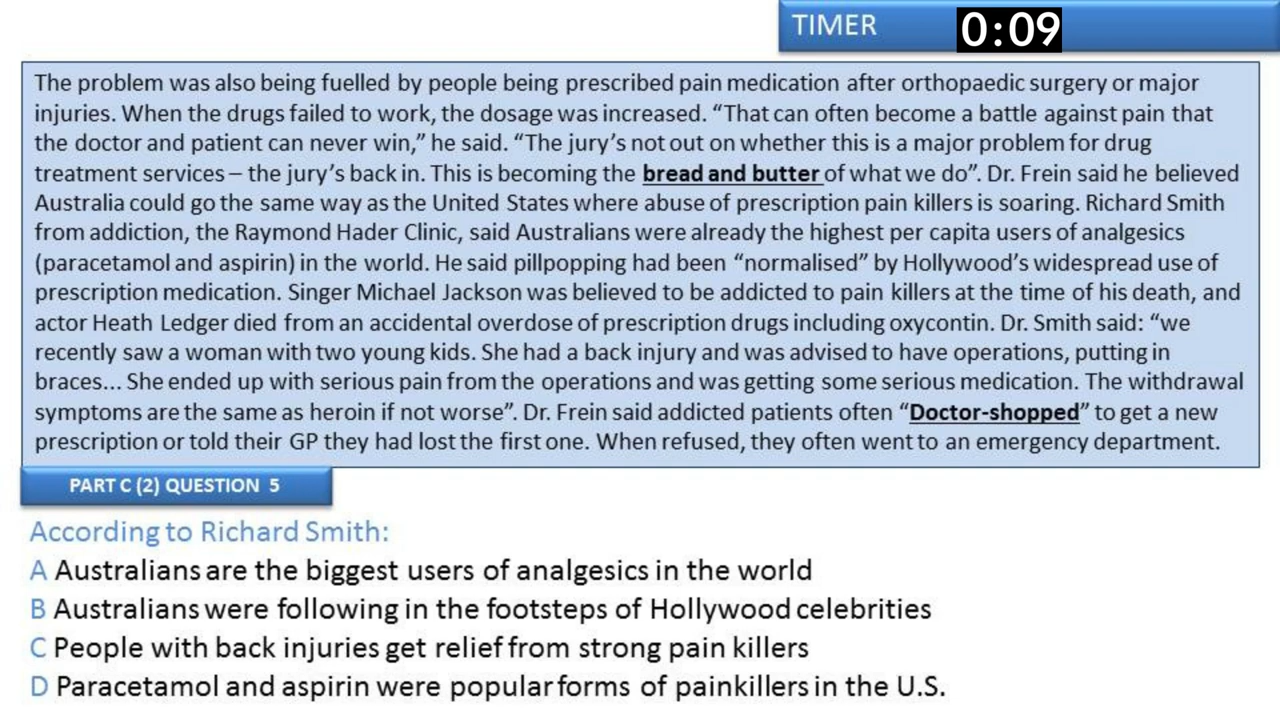 TIMER
0:09
The problem was also being fuelled by people being prescribed pain medication after orthopaedic surgery or major
injuries. When the drugs failed to work, the dosage was increased. “That can often become a battle against pain that
the doctor and patient can never win,” he said. “The jury’s not out on whether this is a major problem for drug
treatment services – the jury’s back in. This is becoming the bread and butter of what we do”. Dr. Frein said he believed
Australia could go the same way as the United States where abuse of prescription pain killers is soaring. Richard Smith
from addiction, the Raymond Hader Clinic, said Australians were already the highest per capita users of analgesics
(paracetamol and aspirin) in the world. He said pillpopping had been “normalised” by Hollywood’s widespread use of
prescription medication. Singer Michael Jackson was believed to be addicted to pain killers at the time of his death, and
actor Heath Ledger died from an accidental overdose of prescription drugs including oxycontin. Dr. Smith said: “we
recently saw a woman with two young kids. She had a back injury and was advised to have operations, putting in
braces... She ended up with serious pain from the operations and was getting some serious medication. The withdrawal
symptoms are the same as heroin if not worse”. Dr. Frein said addicted patients often “Doctor-shopped” to get a new
prescription or told their GP they had lost the first one. When refused, they often went to an emergency department.
PART C (2) QUESTION 5
According to Richard Smith:
A Australians are the biggest users of analgesics in the world
B Australians were following in the footsteps of Hollywood celebrities
C People with back injuries get relief from strong pain killers
D Paracetamol and aspirin were popular forms of painkillers in the U.S.